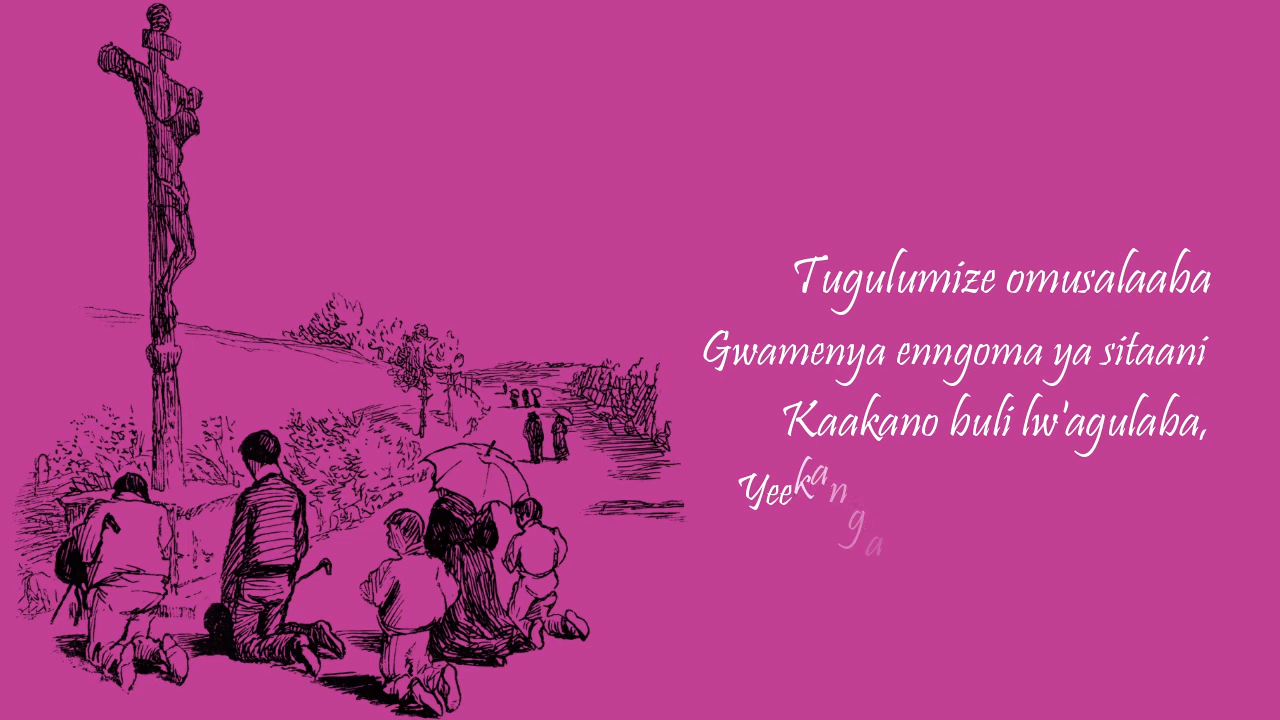 Tugulumize omusalaaba
Gwamenya enngoma ya sitaani
Kaakano buli lw'agulaba,
Yeekanga